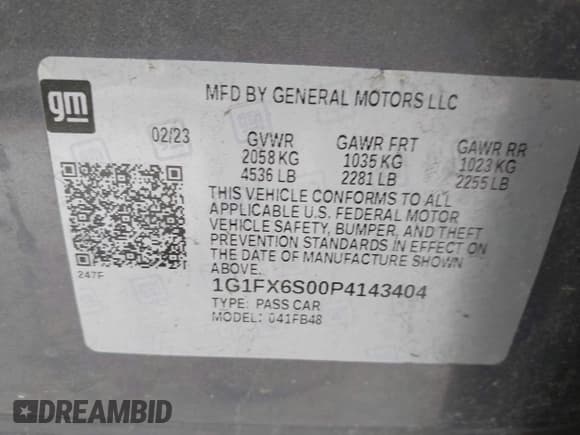 gm
MFD BY GENERAL MOTORS LLC
02/23 GVWR GAWR FRT GAWR RR
2058 KG 1035 KG 1023 KG
4536 LB 2281 LB 2255 LB
THIS VEHICLE CONFORMS TO ALL
APPLICABLE U.S. FEDERAL MOTOR
VEHICLE SAFETY, BUMPER, AND THEFT
PREVENTION STANDARDS IN EFFECT ON
THE DATE OF MANUFACTURE SHOWN
ABOVE.
247F
1G1FX6S00P4143404
TYPE: PASS CAR
MODEL: 041FB48
DREAMBID